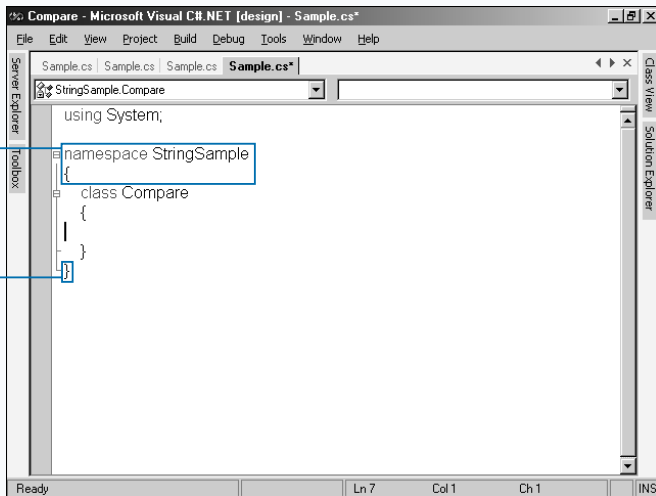 Compare - Microsoft Visual C#.NET [design] - Sample.cs*
File Edit View Project Build Debug Tools Window Help
Sample.cs Sample.cs Sample.cs Sample.cs*
StringSample.Compare
Server Explorer
Toolbox
Class View
Solution Explorer
using System;
namespace StringSample
{
class Compare
{
}
}
Ready Ln 7 Col 1 Ch 1 INS